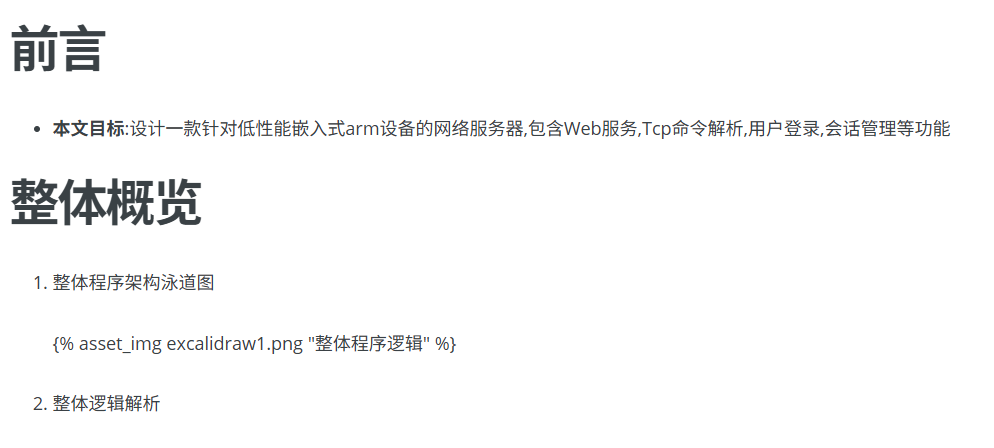 前言
本文目标:设计一款针对低性能嵌入式arm设备的网络服务器,包含Web服务,Tcp命令解析,用户登录,会话管理等功能
整体概览
1. 整体程序架构泳道图
{% asset_img excalidraw1.png "整体程序逻辑" %}
2. 整体逻辑解析